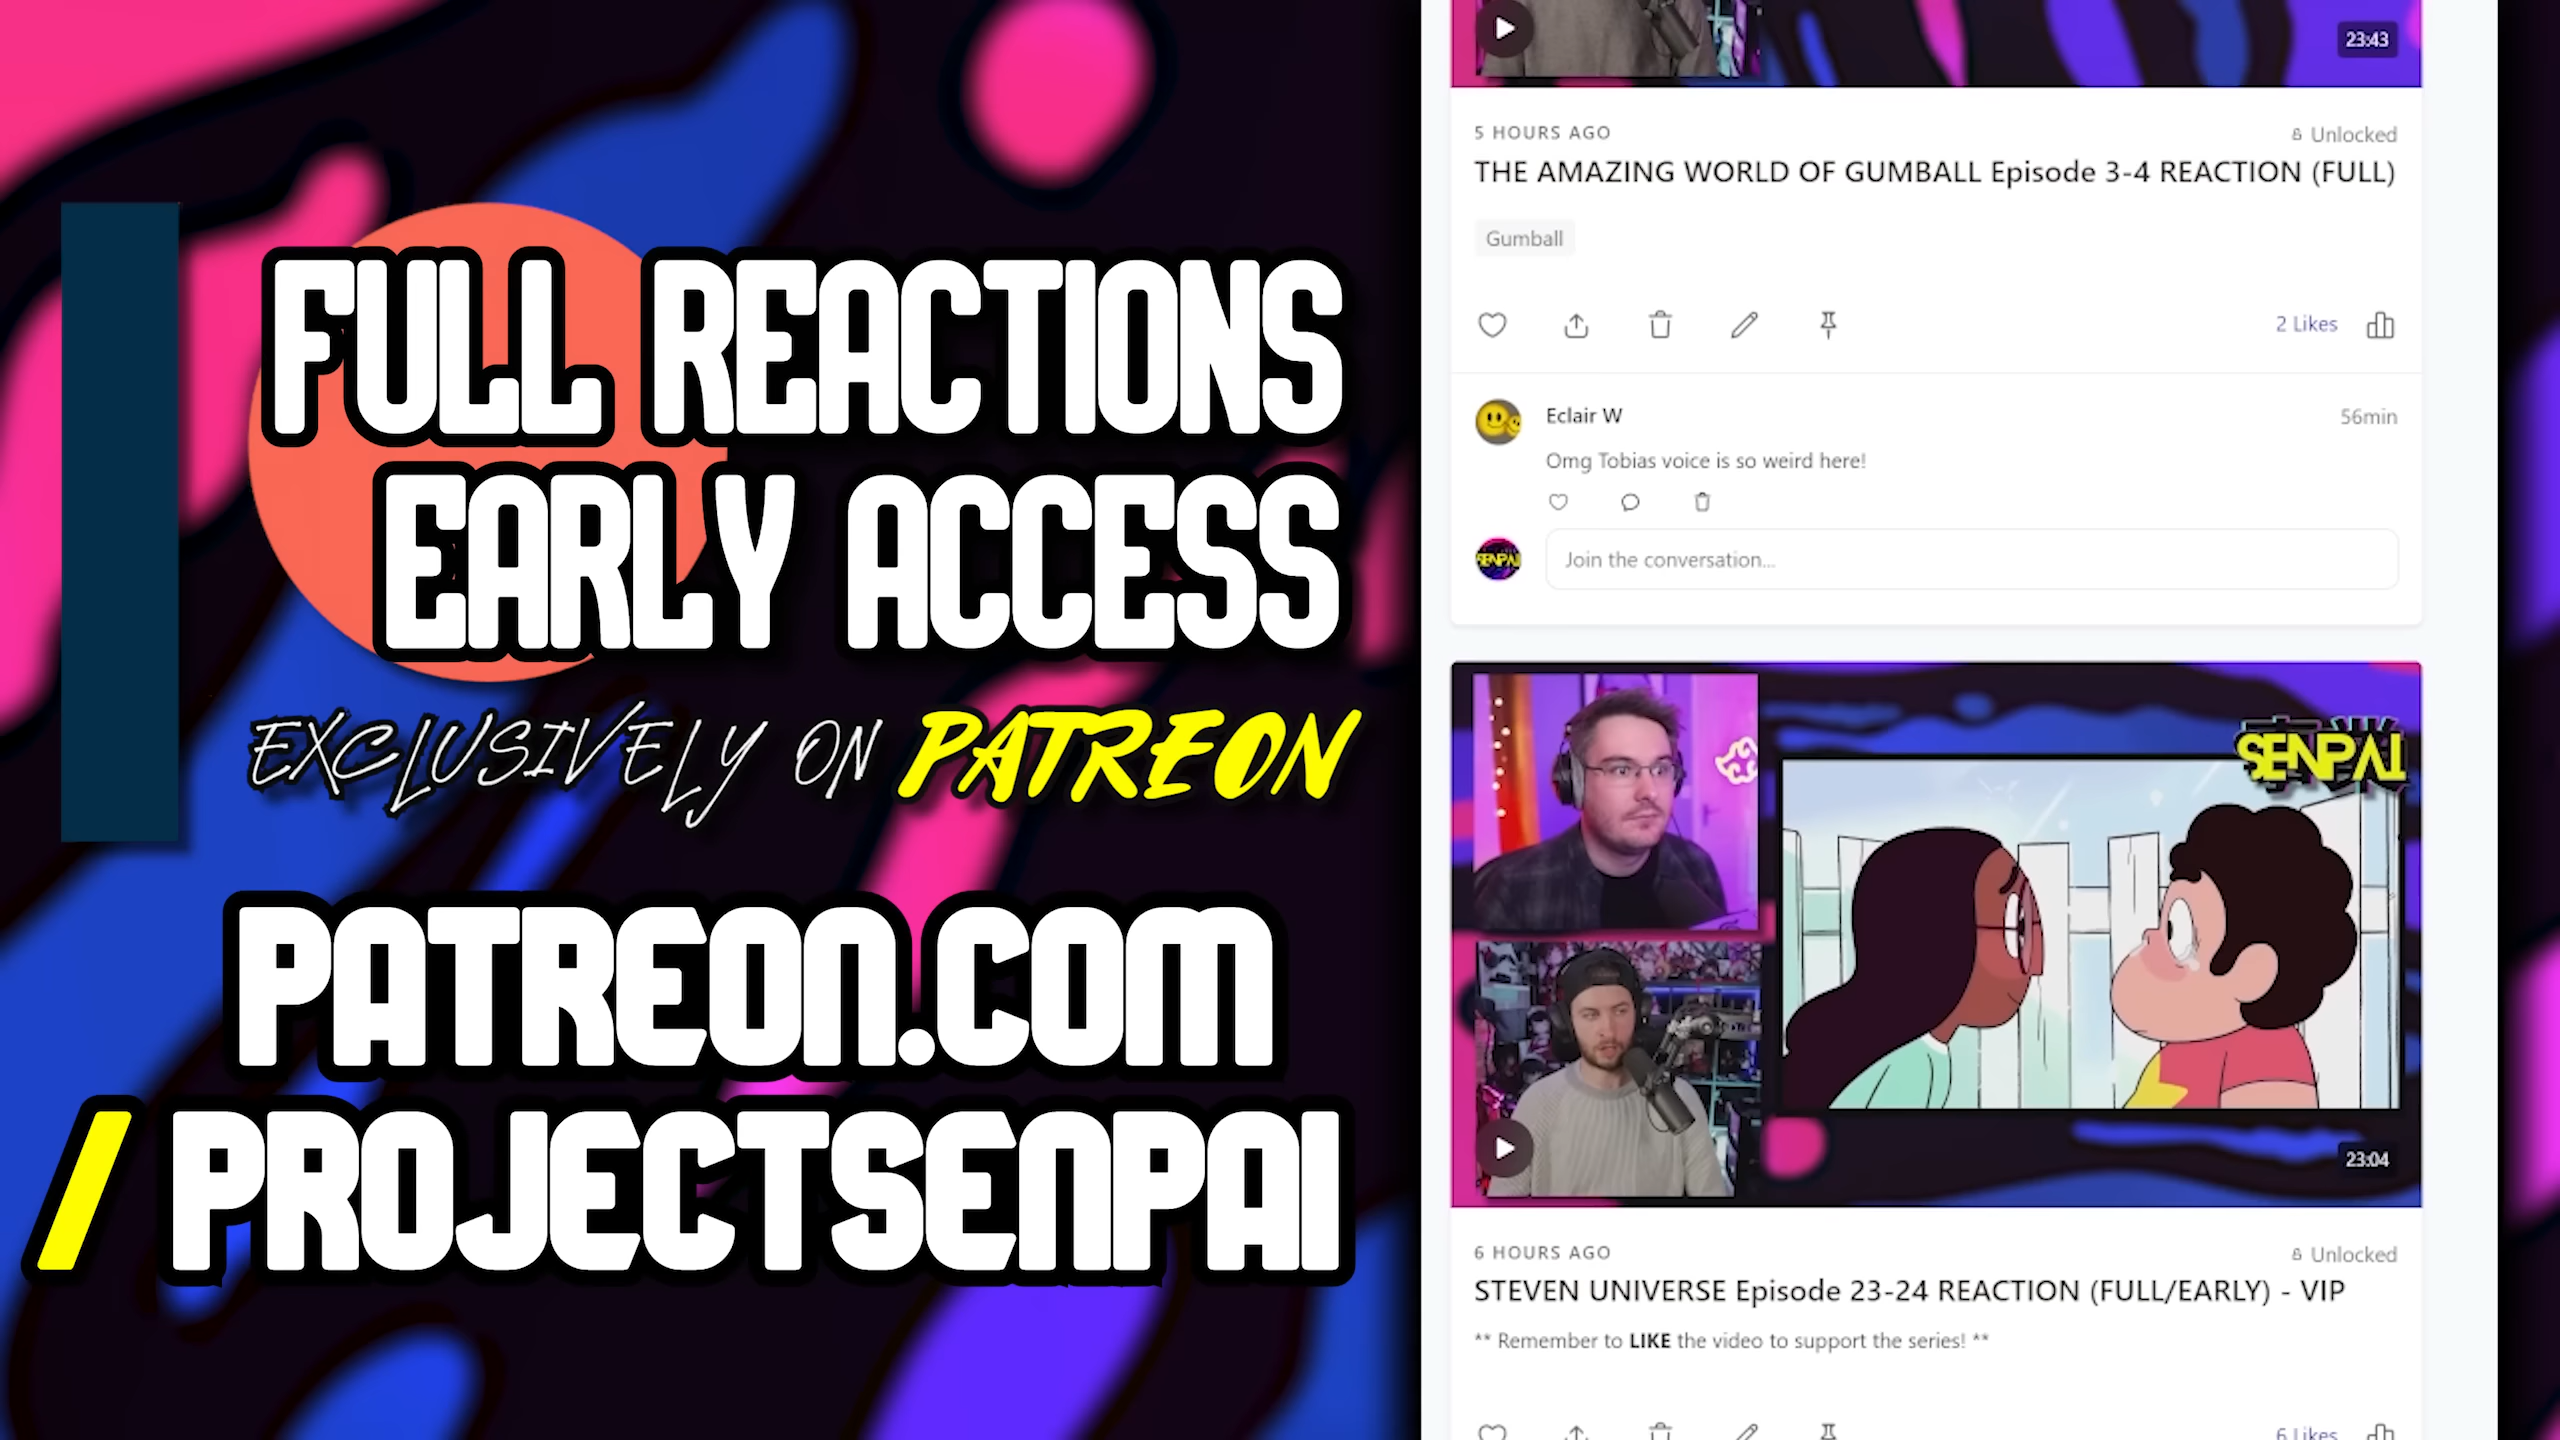 FULL REACTIONS
EARLY ACCESS
EXCLUSIVELY ON PATREON
PATREON.COM
/ PROJECTSENPAI
23:43
5 HOURS AGO
Unlocked
THE AMAZING WORLD OF GUMBALL Episode 3-4 REACTION (FULL)
Gumball
2 Likes
Eclair W
56min
Omg Tobias voice is so weird here!
SENPAI
Join the conversation...
SENPAI
23:04
6 HOURS AGO
Unlocked
STEVEN UNIVERSE Episode 23-24 REACTION (FULL/EARLY) - VIP
** Remember to LIKE the video to support the series! **
6 Likes